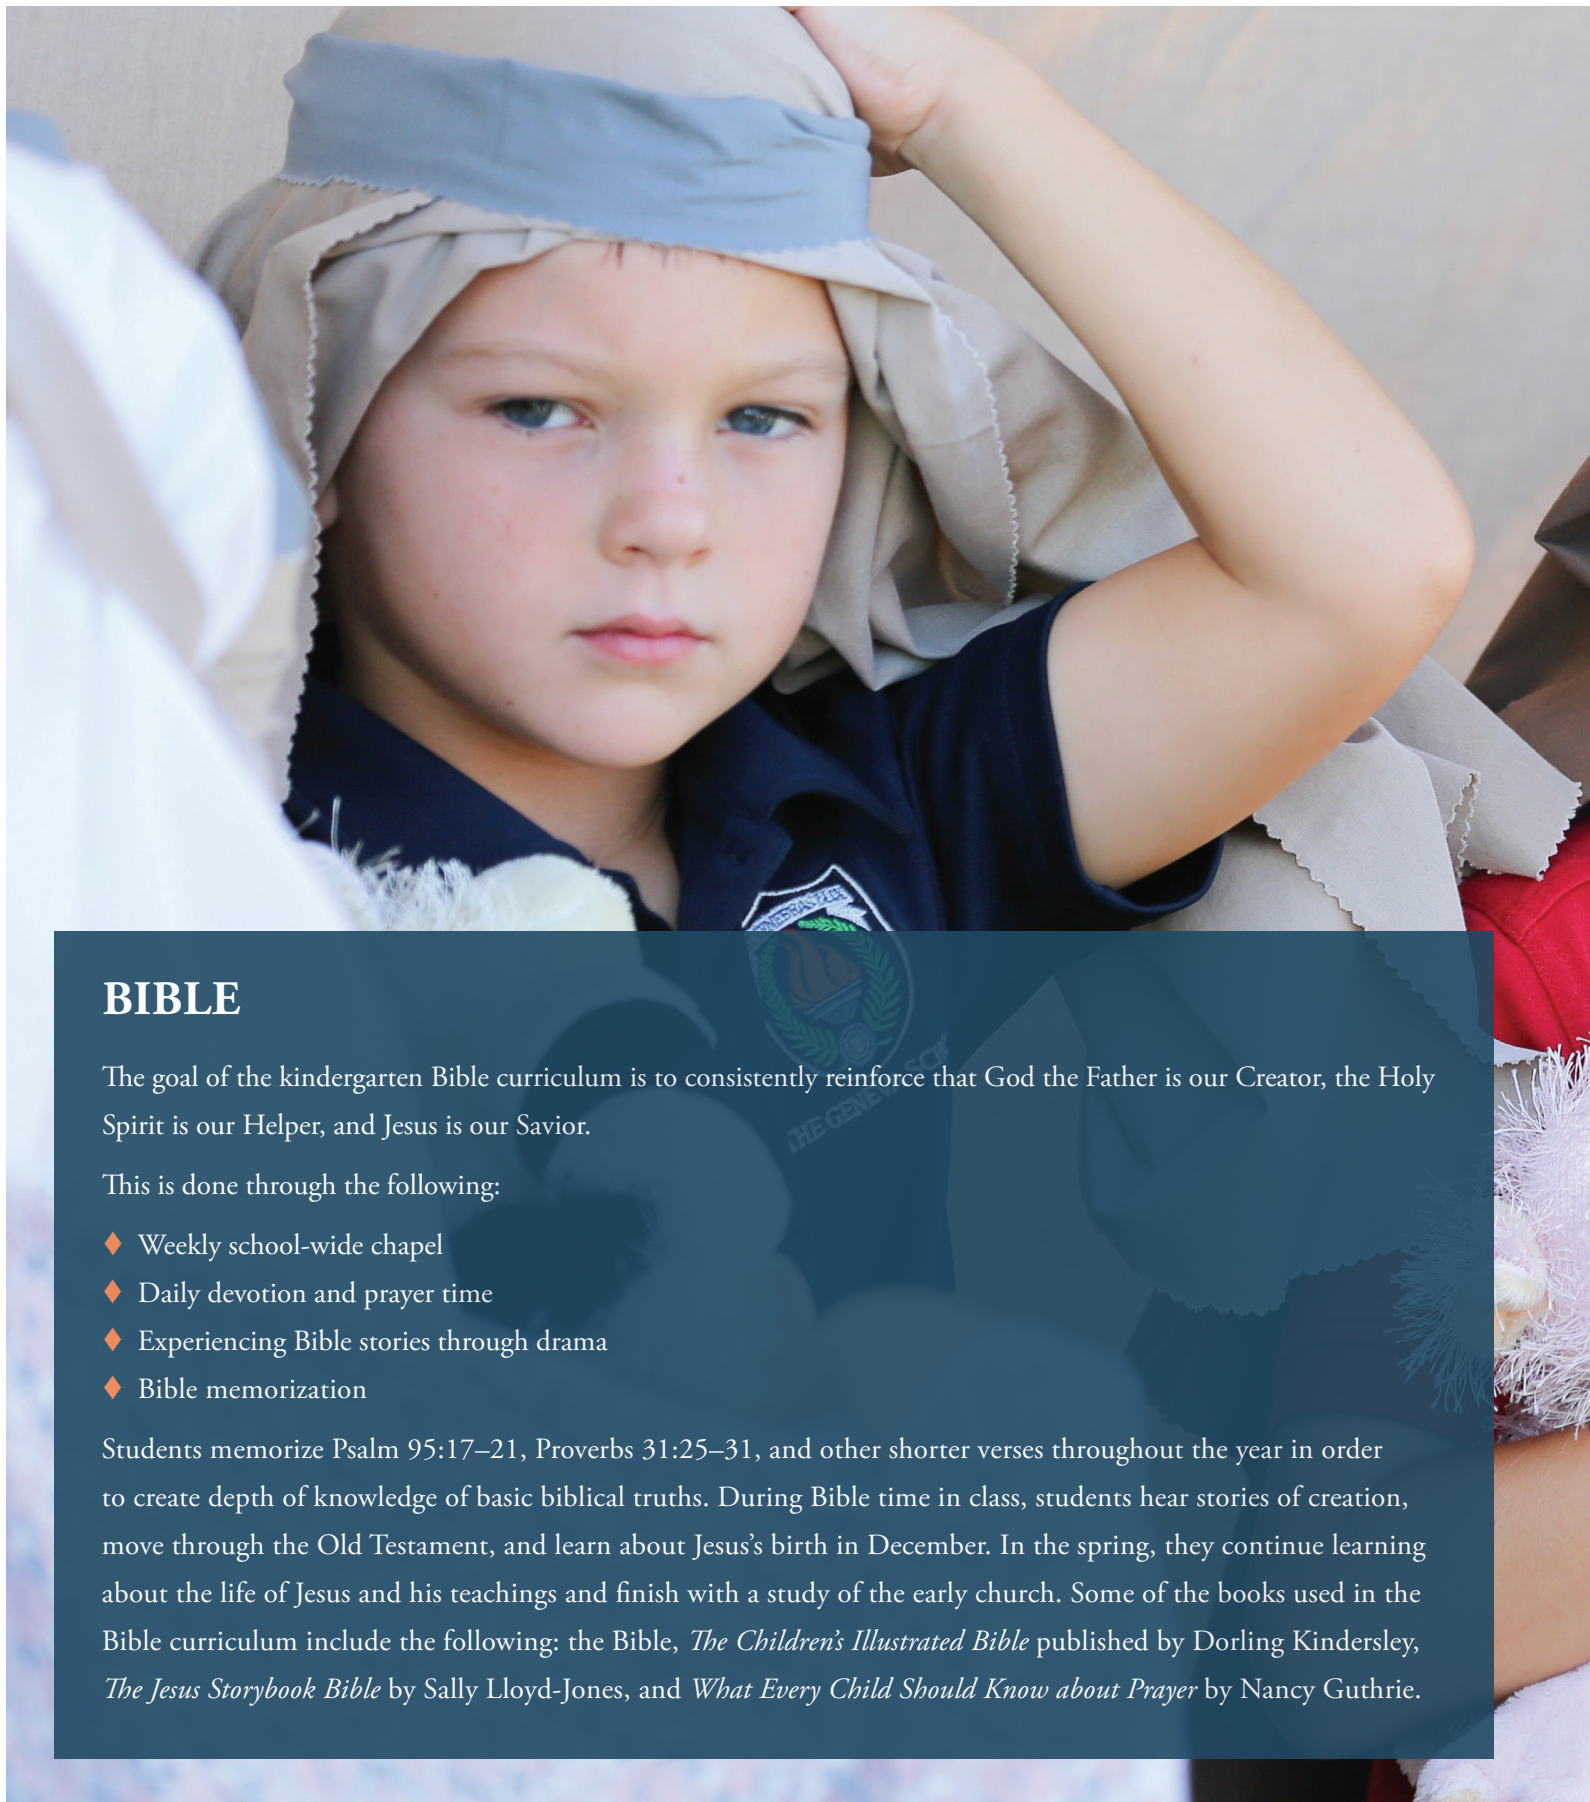 BIBLE
The goal of the kindergarten Bible curriculum is to consistently reinforce that God the Father is our Creator, the Holy
Spirit is our Helper, and Jesus is our Savior.
This is done through the following:
♦ Weekly school-wide chapel
♦ Daily devotion and prayer time
♦ Experiencing Bible stories through drama
♦ Bible memorization
Students memorize Psalm 95:17–21, Proverbs 31:25–31, and other shorter verses throughout the year in order
to create depth of knowledge of basic biblical truths. During Bible time in class, students hear stories of creation,
move through the Old Testament, and learn about Jesus’s birth in December. In the spring, they continue learning
about the life of Jesus and his teachings and finish with a study of the early church. Some of the books used in the
Bible curriculum include the following: the Bible, The Children’s Illustrated Bible published by Dorling Kindersley,
The Jesus Storybook Bible by Sally Lloyd-Jones, and What Every Child Should Know about Prayer by Nancy Guthrie.